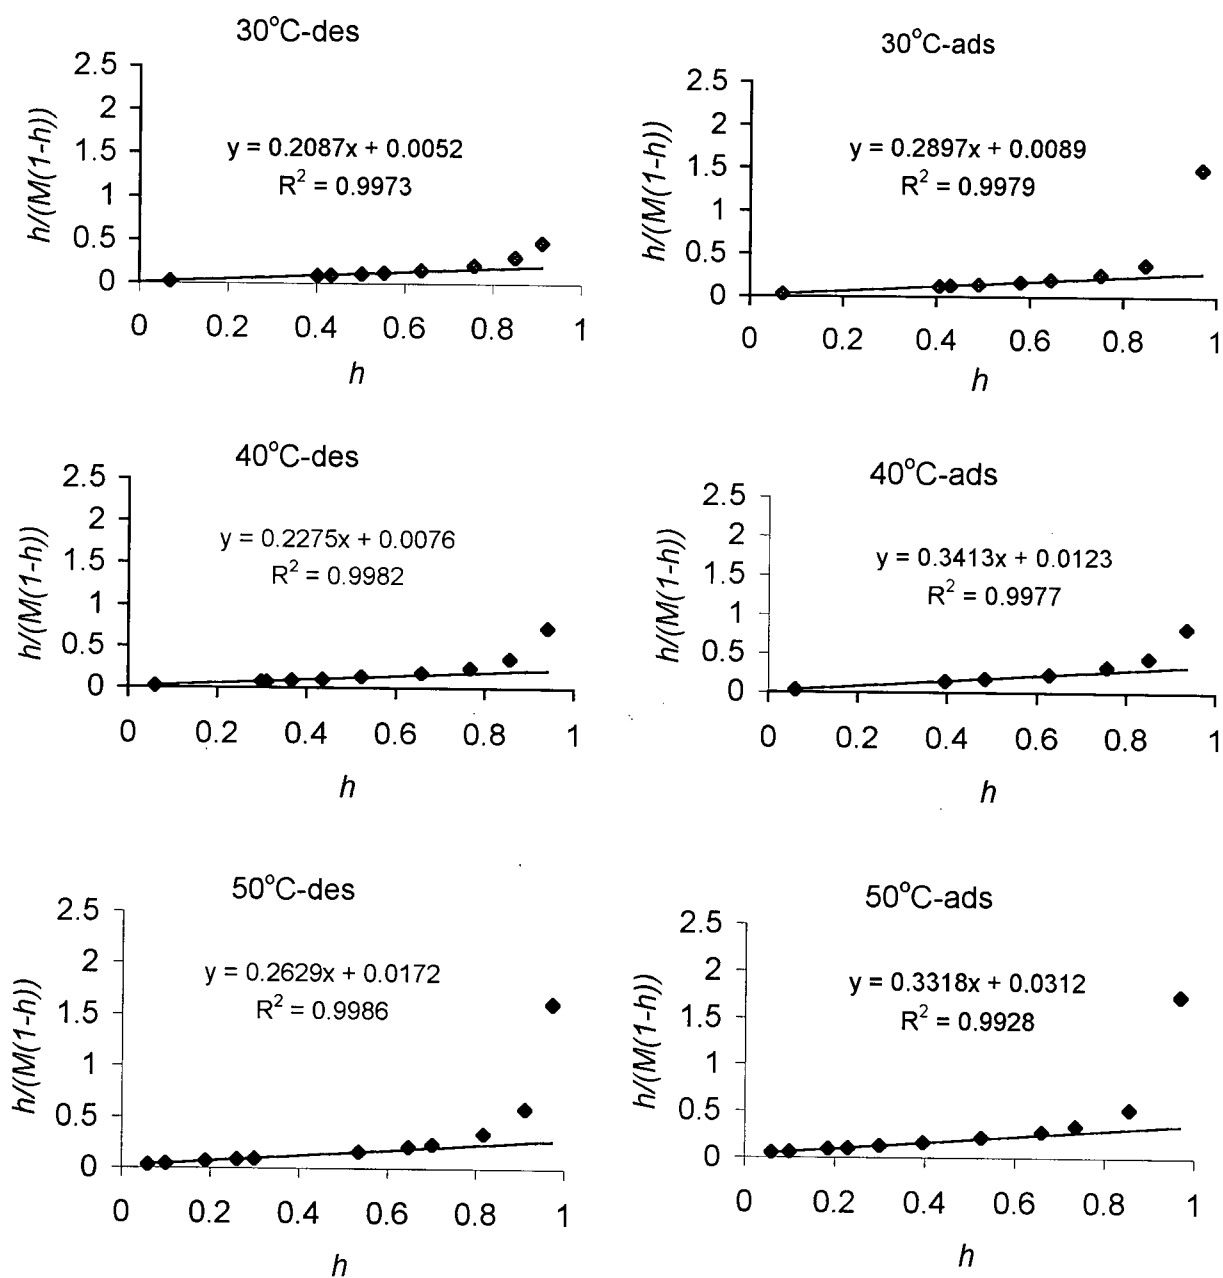 30°C-des
2.5
2
1.5
1
0.5
0
h/(M(1-h))
y = 0.2087x + 0.0052
R² = 0.9973
0 0.2 0.4 0.6 0.8 1
h
30°C-ads
2.5
2
1.5
1
0.5
0
h/(M(1-h))
y = 0.2897x + 0.0089
R² = 0.9979
0 0.2 0.4 0.6 0.8 1
h
40°C-des
2.5
2
1.5
1
0.5
0
h/(M(1-h))
y = 0.2275x + 0.0076
R² = 0.9982
0 0.2 0.4 0.6 0.8 1
h
40°C-ads
2.5
2
1.5
1
0.5
0
h/(M(1-h))
y = 0.3413x + 0.0123
R² = 0.9977
0 0.2 0.4 0.6 0.8 1
h
50°C-des
2.5
2
1.5
1
0.5
0
h/(M(1-h))
y = 0.2629x + 0.0172
R² = 0.9986
0 0.2 0.4 0.6 0.8 1
h
50°C-ads
2.5
2
1.5
1
0.5
0
h/(M(1-h))
y = 0.3318x + 0.0312
R² = 0.9928
0 0.2 0.4 0.6 0.8 1
h